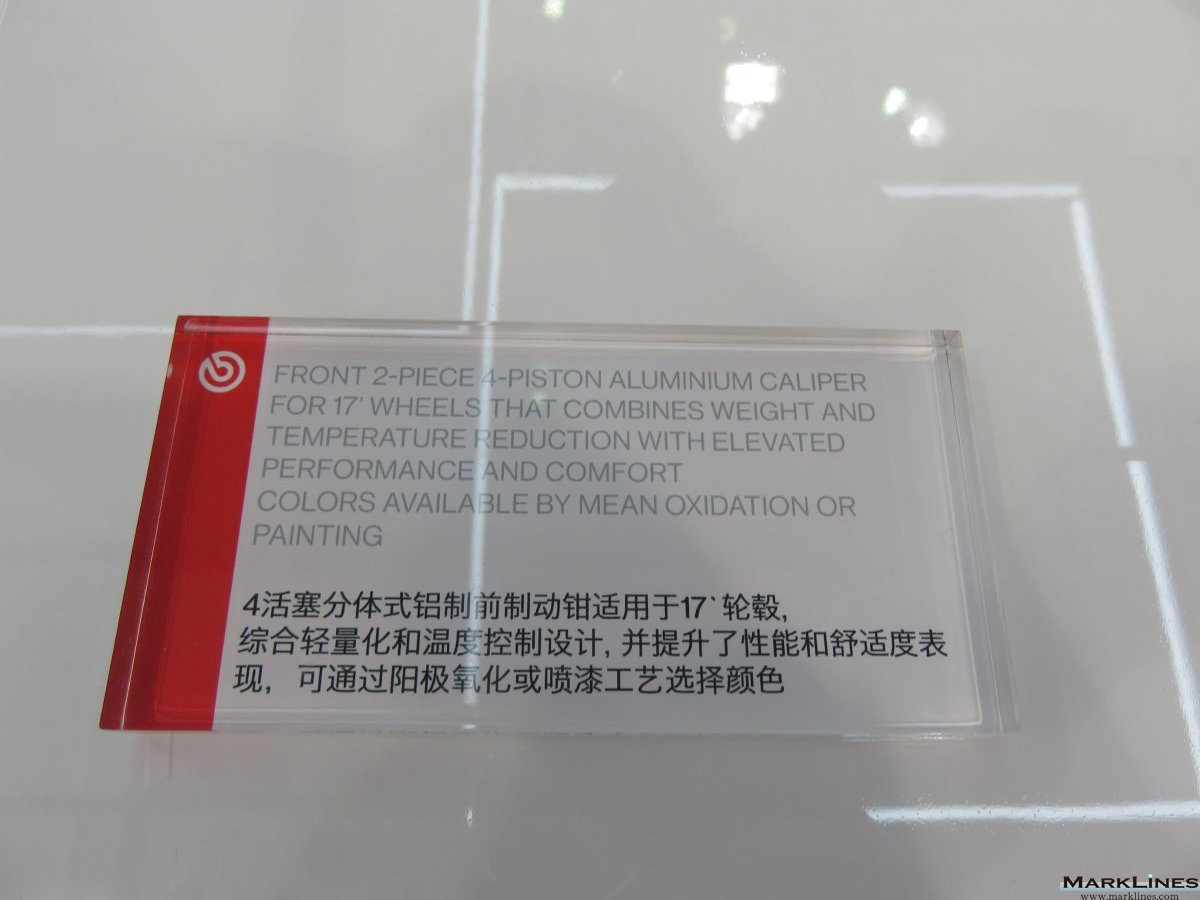 FRONT 2-PIECE 4-PISTON ALUMINIUM CALIPER
FOR 17' WHEELS THAT COMBINES WEIGHT AND
TEMPERATURE REDUCTION WITH ELEVATED
PERFORMANCE AND COMFORT
COLORS AVAILABLE BY MEAN OXIDATION OR
PAINTING
4活塞分体式铝制前制动钳适用于17`轮毂,
综合轻量化和温度控制设计, 并提升了性能和舒适度表
现， 可通过阳极氧化或喷漆工艺选择颜色
MARKLINES
www.marklines.com